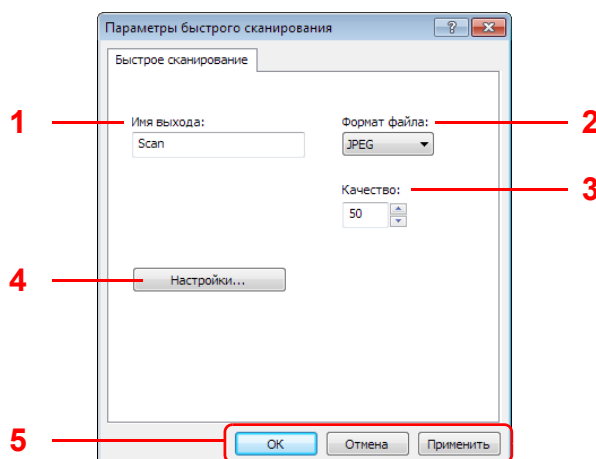 Параметры быстрого сканирования
Быстрое сканирование
1 Имя выхода: Формат файла: 2
Scan JPEG
Качество: 3
50
4 Настройки...
5 OK Отмена Применить